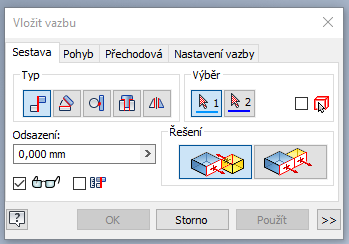 Vložit vazbu
Sestava Pohyb Přechodová Nastavení vazby
Typ Výběr
1 2
Odsazení:
0,000 mm >
Řešení
? OK Storno Použít >>